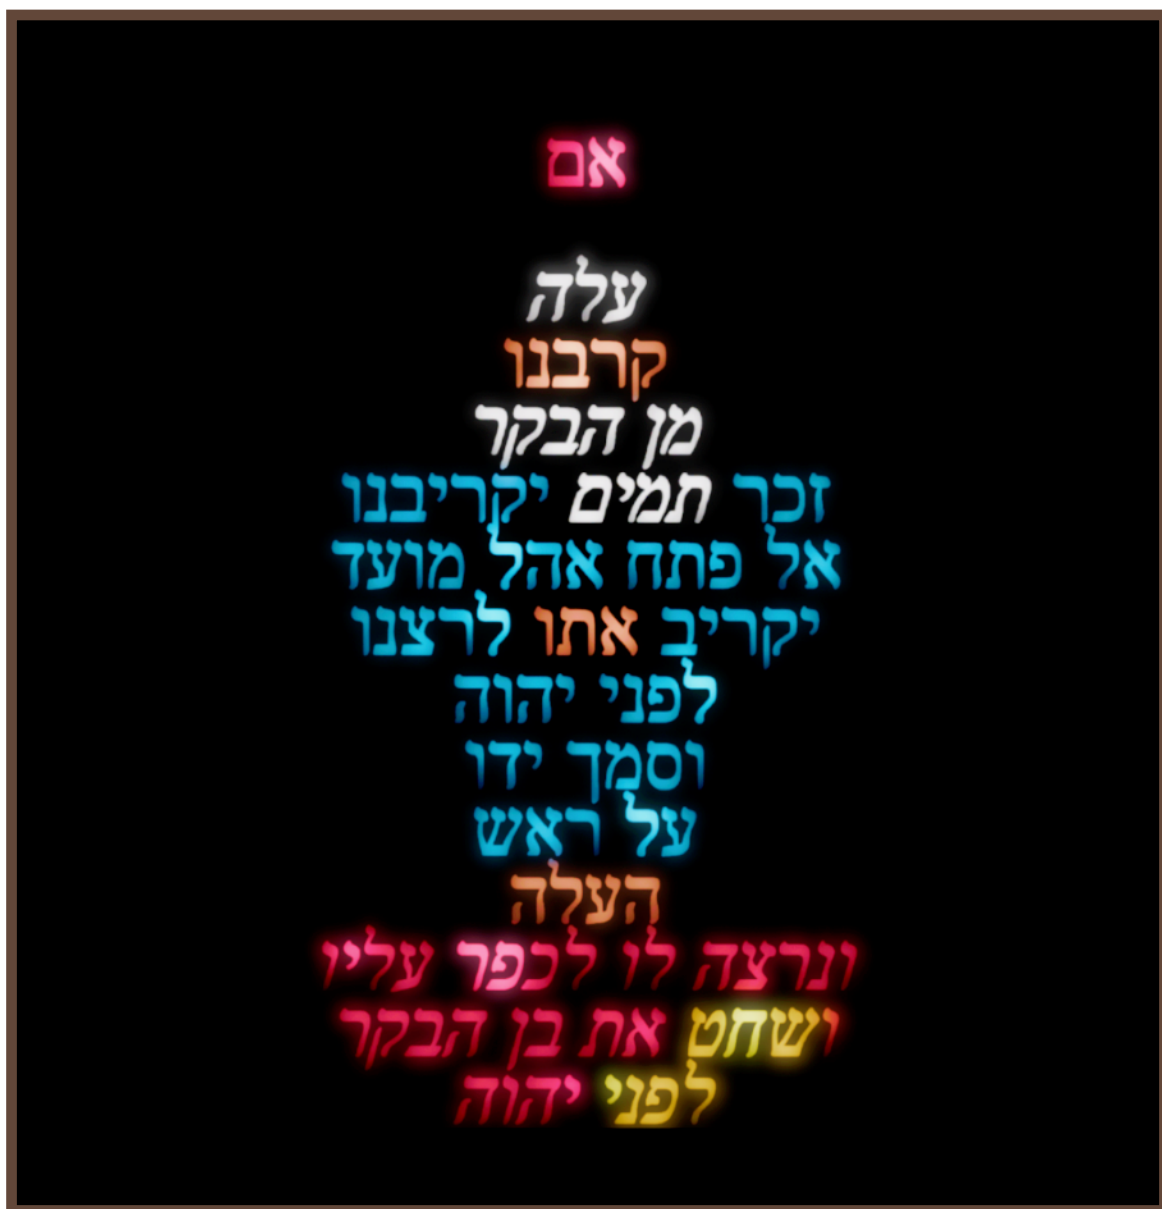 אם
עלה
קרבנו
מן הבקר
זכר תמים יקריבנו
אל פתח אהל מועד
יקריב אתו לרצנו
לפני יהוה
וסמך ידו
על ראש
העלה
ונרצה לו לכפר עליו
ושחט את בן הבקר
לפני יהוה